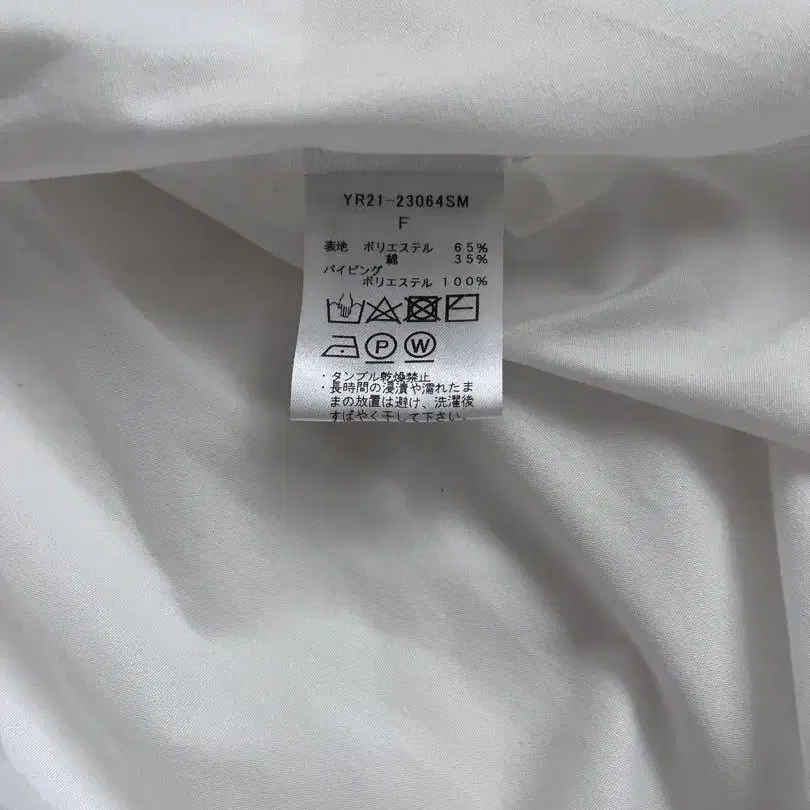 YR21-23064SM
F
表地 ポリエステル 65%
綿 35%
パイピング
ポリエステル 100%
P W
・タンブル乾燥禁止
・長時間の浸漬や濡れたま
まの放置は避け、洗濯後
すばやく干して下さい。